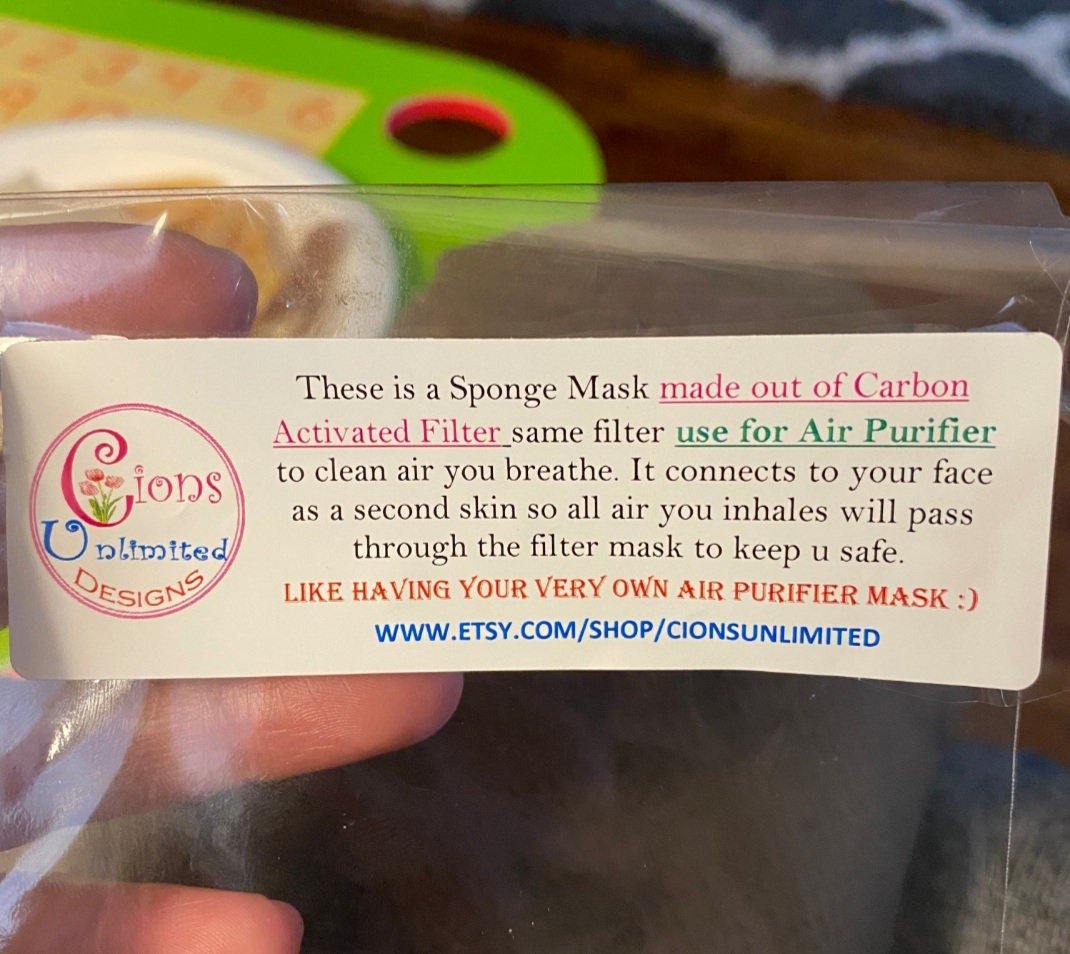 These is a Sponge Mask made out of Carbon
Activated Filter same filter use for Air Purifier
to clean air you breathe. It connects to your face
as a second skin so all air you inhales will pass
through the filter mask to keep u safe.
LIKE HAVING YOUR VERY OWN AIR PURIFIER MASK :)
WWW.ETSY.COM/SHOP/CIONSUNLIMITED
Cions
Unlimited
DESIGNS